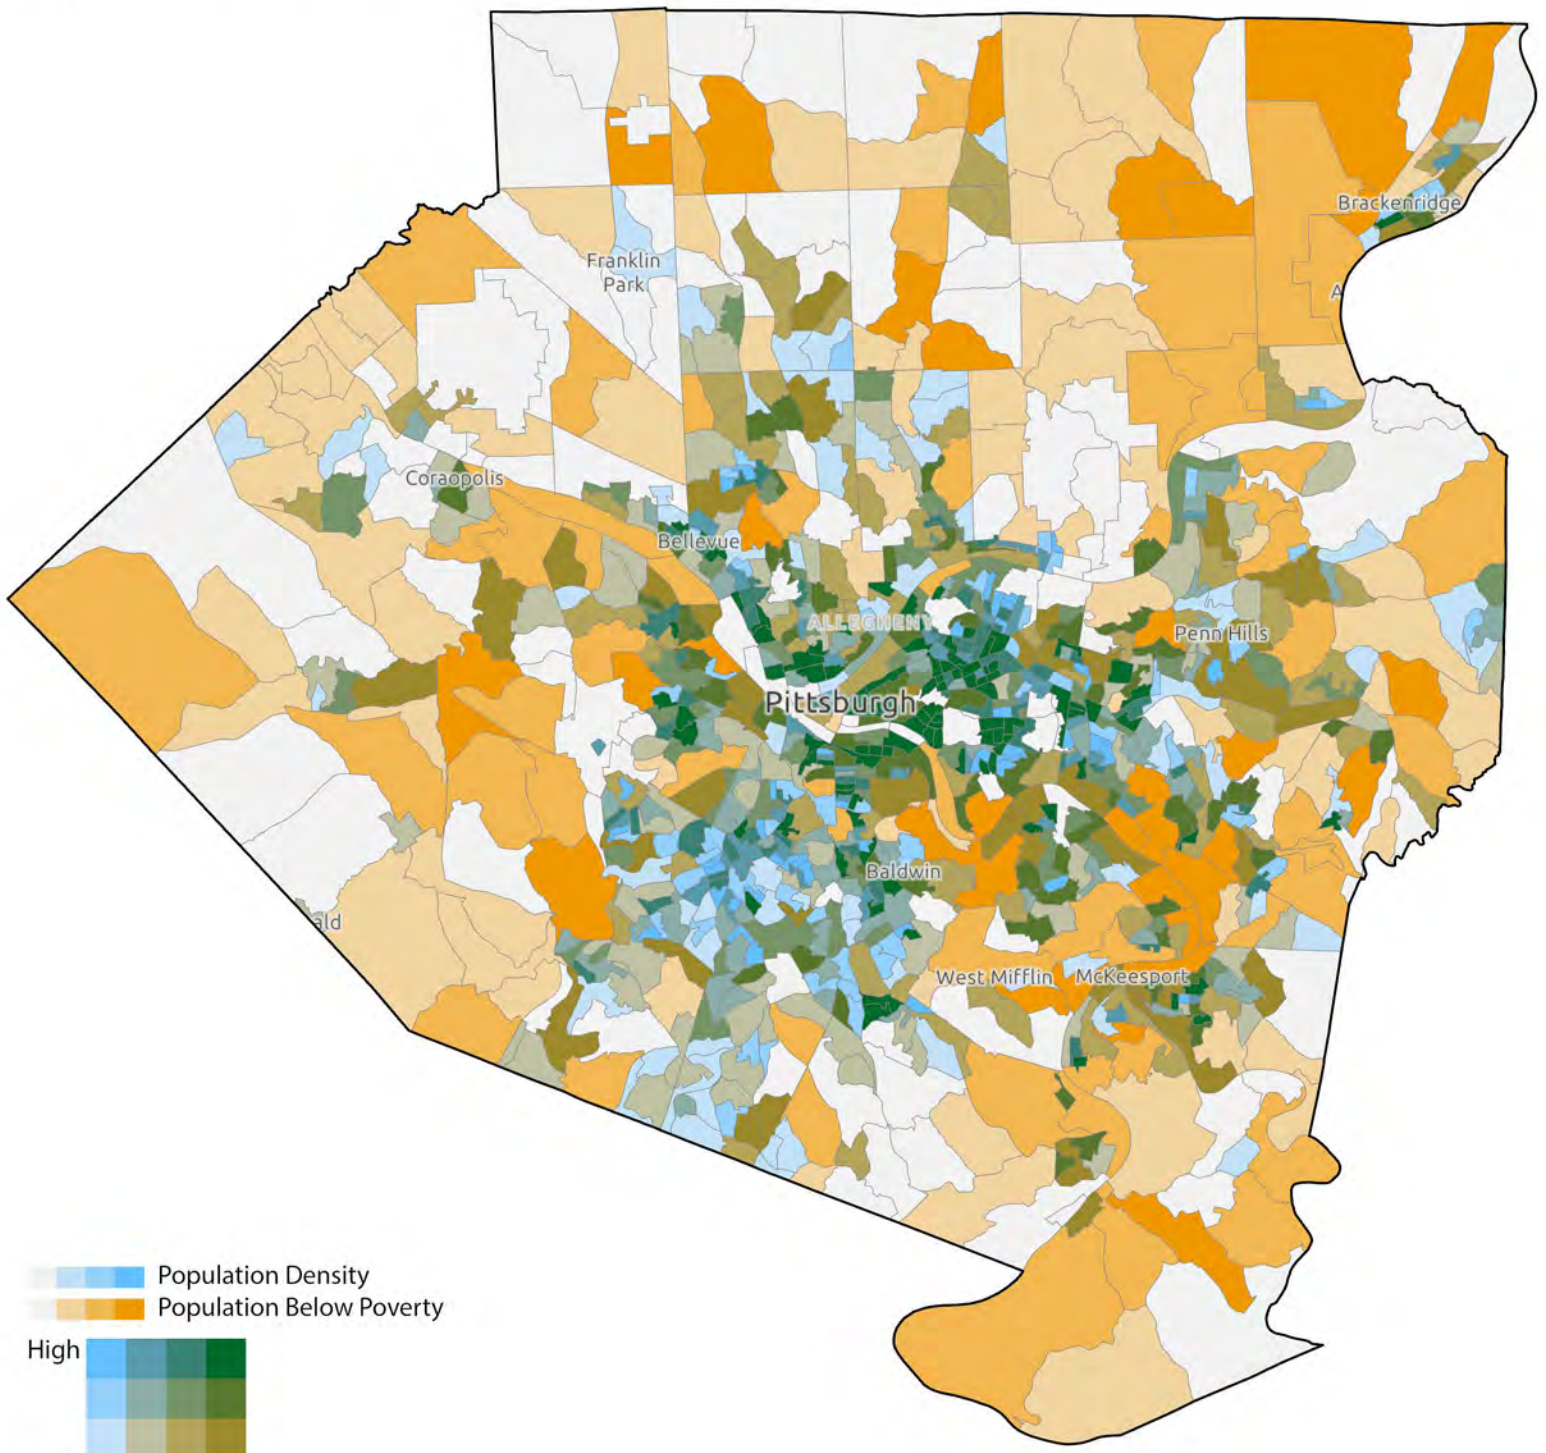 Brackenridge
Franklin
Park
A
Coraopolis
Bellevue
ALLEGHENY
Penn Hills
Pittsburgh
Baldwin
ald
West Mifflin
McKeesport
Population Density
Population Below Poverty
High